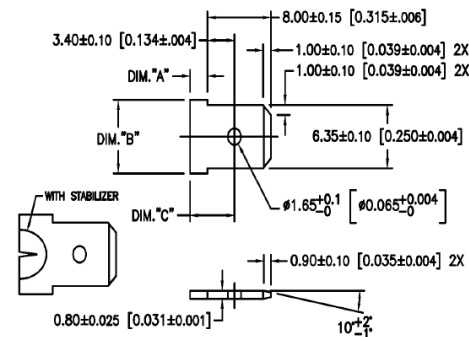 8.00±0.15 [0.315±.006]
3.40±0.10 [0.134±.004]
1.00±0.10 [0.039±0.004] 2X
DIM."A"
1.00±0.10 [0.039±0.004] 2X
DIM."B"
6.35±0.10 [0.250±0.004]
WITH STABILIZER
DIM."C"
ø1.65+0.1 -0 [ø0.065+0.004 -0]
0.90±0.10 [0.035±0.004] 2X
0.80±0.025 [0.031±0.001]
10°+2° -1°